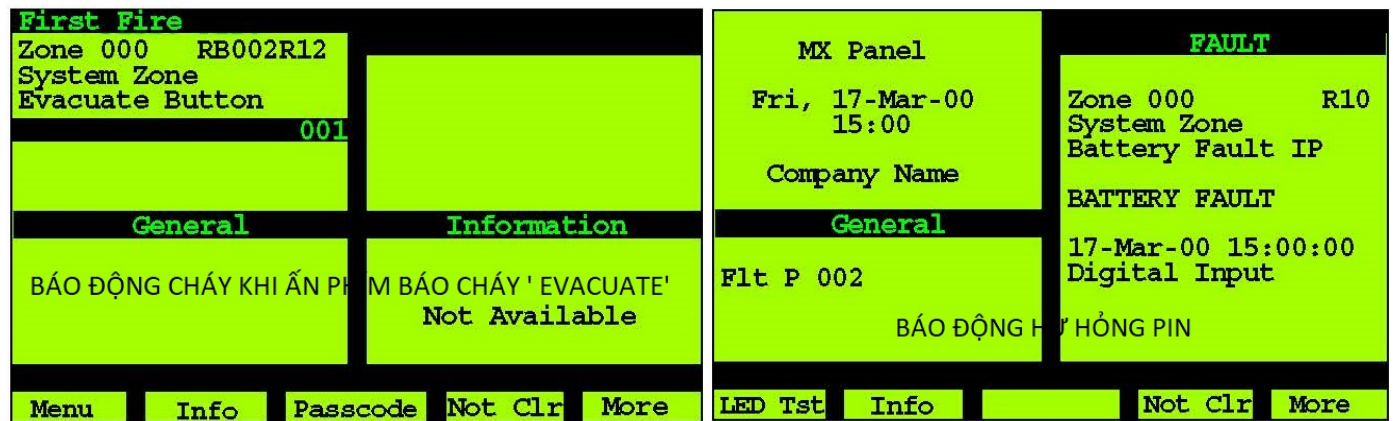 First Fire
Zone 000 RB002R12
System Zone
Evacuate Button
001
General
Information
BÁO ĐỘNG CHÁY KHI ẤN PHÍM BÁO CHÁY ' EVACUATE'
Not Available
Menu Info Passcode Not Clr More
MX Panel
Fri, 17-Mar-00
15:00
Company Name
General
Flt P 002
FAULT
Zone 000 R10
System Zone
Battery Fault IP
BATTERY FAULT
17-Mar-00 15:00:00
Digital Input
BÁO ĐỘNG HƯ HỎNG PIN
LED Tst Info Not Clr More